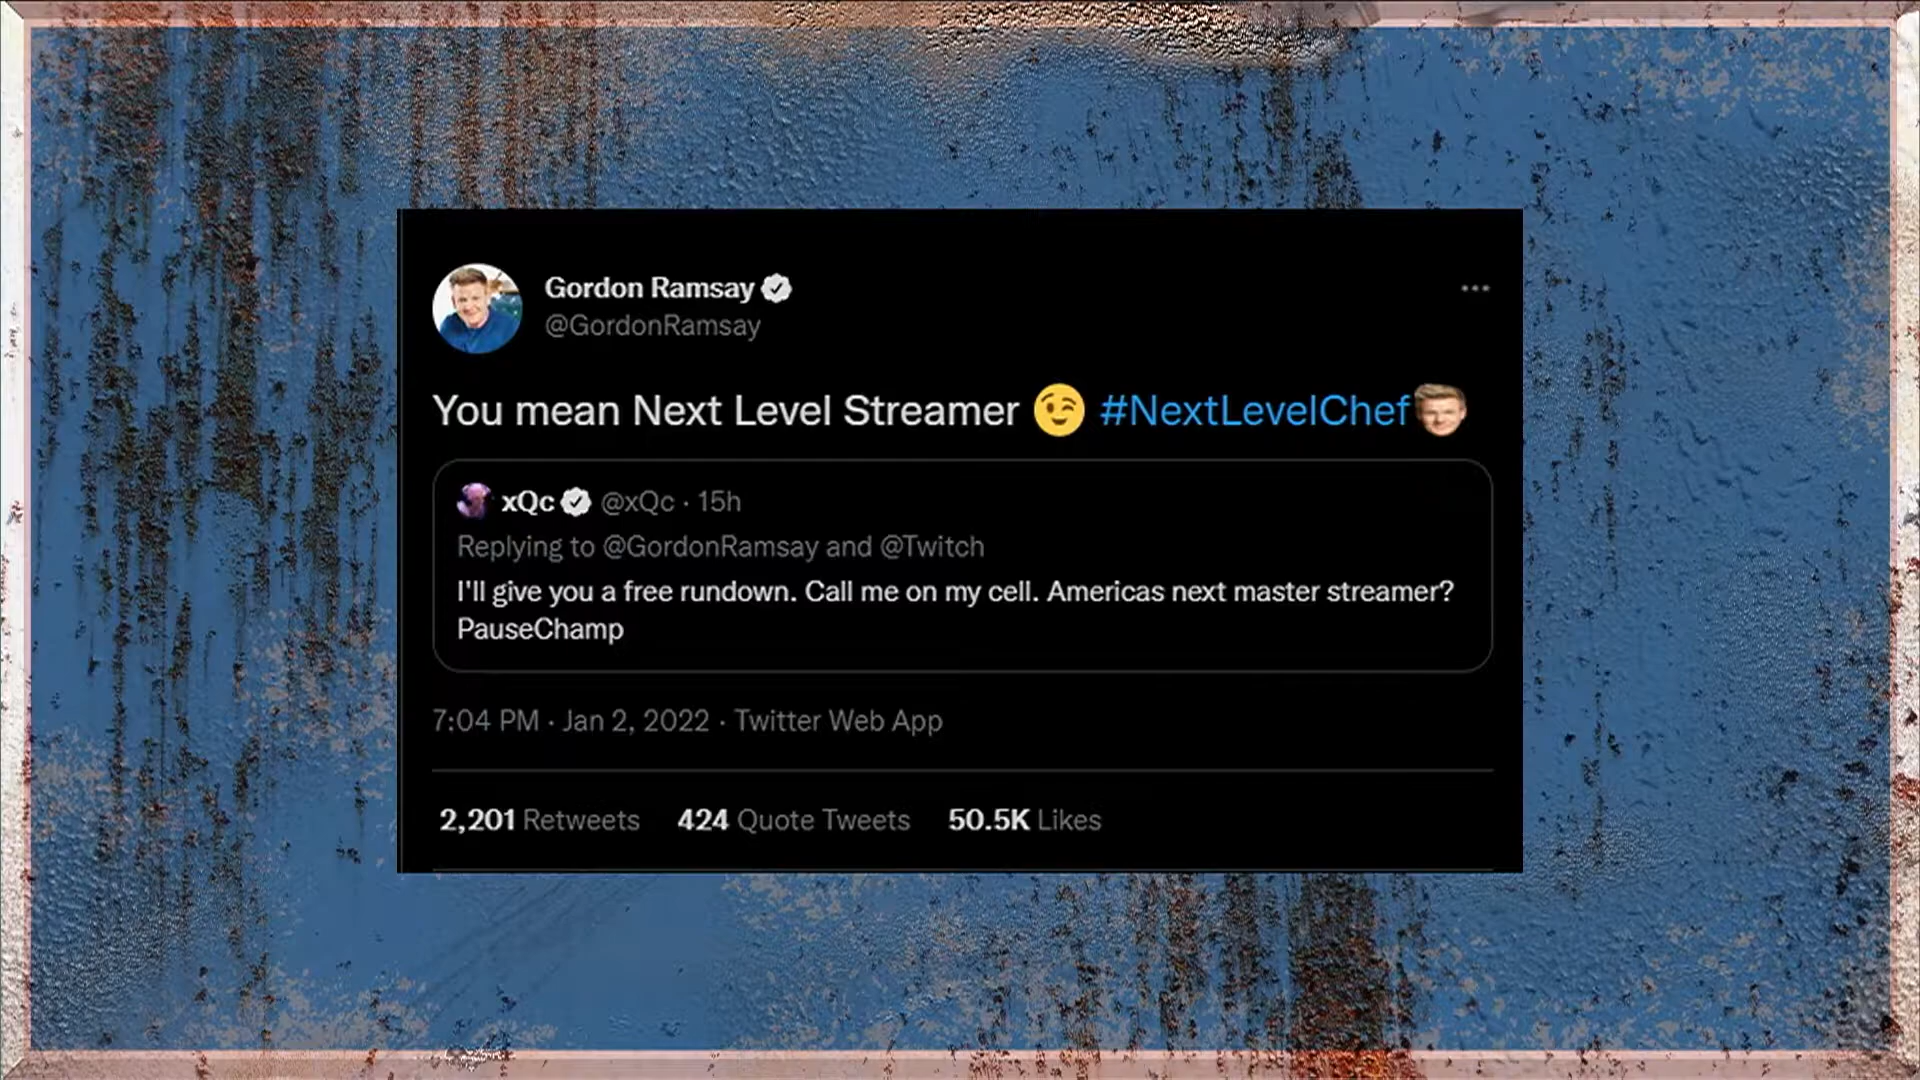 Gordon Ramsay
@GordonRamsay
You mean Next Level Streamer 😉 #NextLevelChef
xQc @xQc · 15h
Replying to @GordonRamsay and @Twitch
I'll give you a free rundown. Call me on my cell. Americas next master streamer?
PauseChamp
7:04 PM · Jan 2, 2022 · Twitter Web App
2,201 Retweets 424 Quote Tweets 50.5K Likes